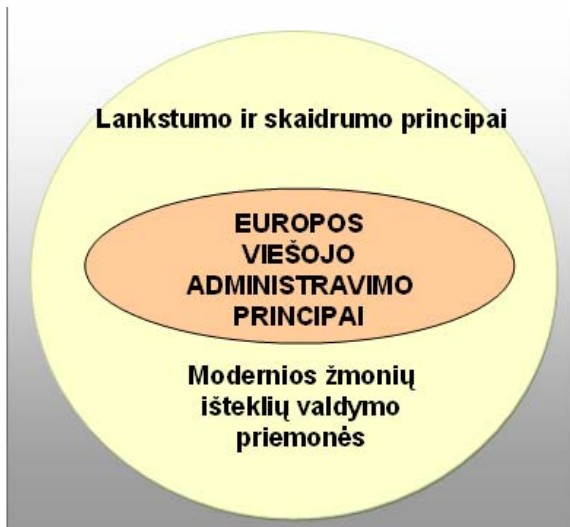 Lankstumo ir skaidrumo principai
EUROPOS
VIEŠOJO
ADMINISTRAVIMO
PRINCIPAI
Modernios žmonių
išteklių valdymo
priemonės